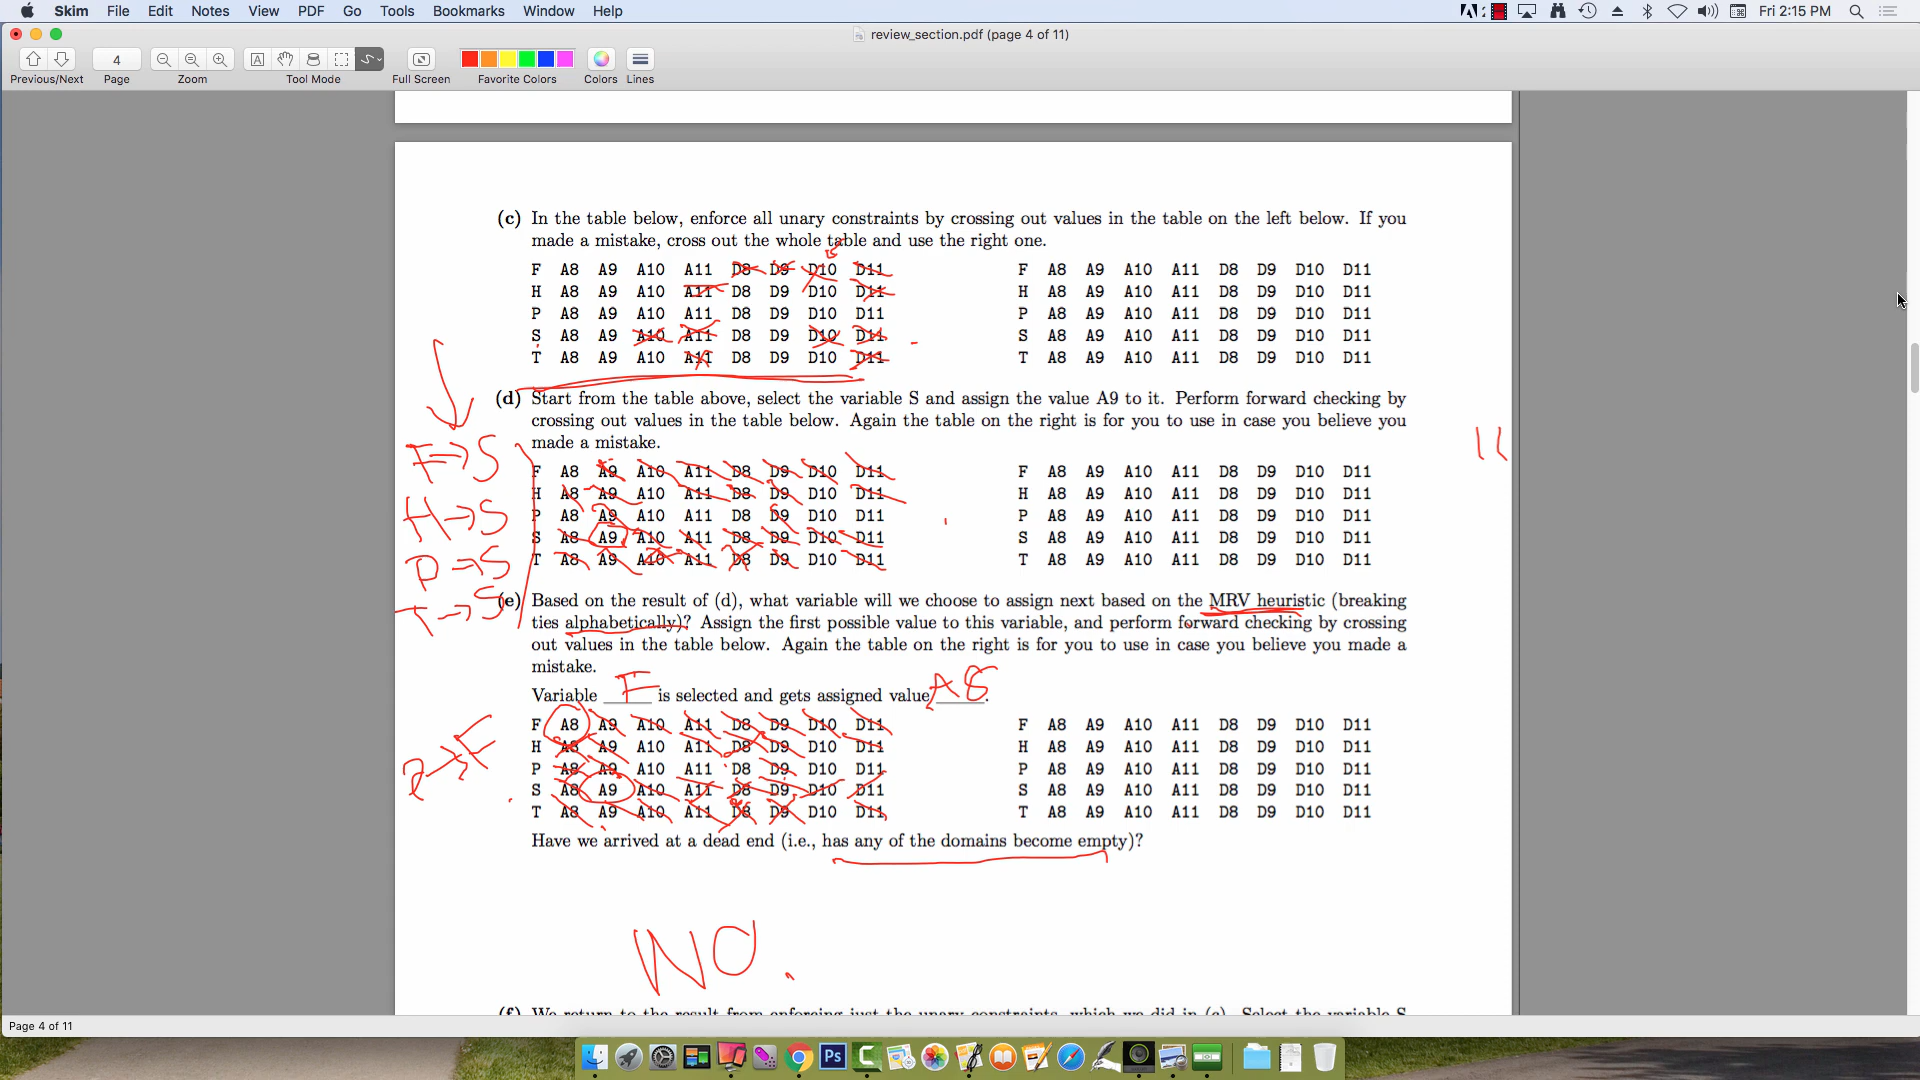 Skim File Edit Notes View PDF Go Tools Bookmarks Window Help Fri 2:15 PM
review_section.pdf (page 4 of 11)
4
Previous/Next Page Zoom Tool Mode Full Screen Favorite Colors Colors Lines
(c) In the table below, enforce all unary constraints by crossing out values in the table on the left below. If you
made a mistake, cross out the whole table and use the right one.
F A8 A9 A10 A11 D8 D9 D10 D11 F A8 A9 A10 A11 D8 D9 D10 D11
H A8 A9 A10 A11 D8 D9 D10 D11 H A8 A9 A10 A11 D8 D9 D10 D11
P A8 A9 A10 A11 D8 D9 D10 D11 P A8 A9 A10 A11 D8 D9 D10 D11
S A8 A9 A10 A11 D8 D9 D10 D11 S A8 A9 A10 A11 D8 D9 D10 D11
T A8 A9 A10 A11 D8 D9 D10 D11 T A8 A9 A10 A11 D8 D9 D10 D11
(d) Start from the table above, select the variable S and assign the value A9 to it. Perform forward checking by
crossing out values in the table below. Again the table on the right is for you to use in case you believe you
made a mistake.
F→S
H→S
P→S
T→S
11
F A8 A9 A10 A11 D8 D9 D10 D11 F A8 A9 A10 A11 D8 D9 D10 D11
H A8 A9 A10 A11 D8 D9 D10 D11 H A8 A9 A10 A11 D8 D9 D10 D11
P A8 A9 A10 A11 D8 D9 D10 D11 P A8 A9 A10 A11 D8 D9 D10 D11
S A8 A9 A10 A11 D8 D9 D10 D11 S A8 A9 A10 A11 D8 D9 D10 D11
T A8 A9 A10 A11 D8 D9 D10 D11 T A8 A9 A10 A11 D8 D9 D10 D11
(e) Based on the result of (d), what variable will we choose to assign next based on the MRV heuristic (breaking
ties alphabetically)? Assign the first possible value to this variable, and perform forward checking by crossing
out values in the table below. Again the table on the right is for you to use in case you believe you made a
mistake.
Variable F is selected and gets assigned value A8.
F A8 A9 A10 A11 D8 D9 D10 D11 F A8 A9 A10 A11 D8 D9 D10 D11
H A8 A9 A10 A11 D8 D9 D10 D11 H A8 A9 A10 A11 D8 D9 D10 D11
P A8 A9 A10 A11 D8 D9 D10 D11 P A8 A9 A10 A11 D8 D9 D10 D11
S A8 A9 A10 A11 D8 D9 D10 D11 S A8 A9 A10 A11 D8 D9 D10 D11
T A8 A9 A10 A11 D8 D9 D10 D11 T A8 A9 A10 A11 D8 D9 D10 D11
Have we arrived at a dead end (i.e., has any of the domains become empty)?
NO.
(f) We return to the result from enforcing just the unary constraints, which we did in (c). Select the variable S
Page 4 of 11